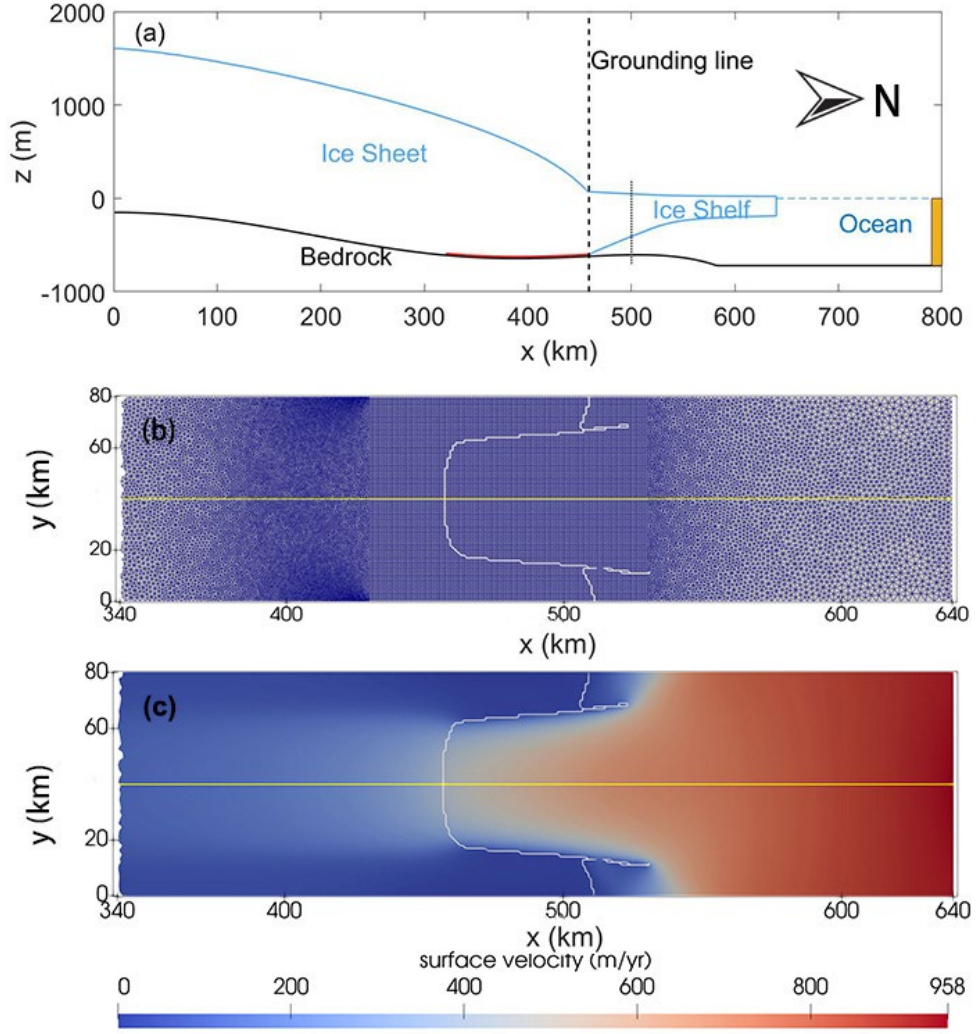 2000
(a)
Grounding line
N
1000
z (m)
Ice Sheet
0
Ice Shelf
Ocean
Bedrock
-1000
0 100 200 300 400 500 600 700 800
x (km)
80
(b)
60
y (km)
20
0
340 400 500 600 640
x (km)
80
(c)
60
y (km)
20
0
340 400 500 600 640
x (km)
surface velocity (m/yr)
0 200 400 600 800 958